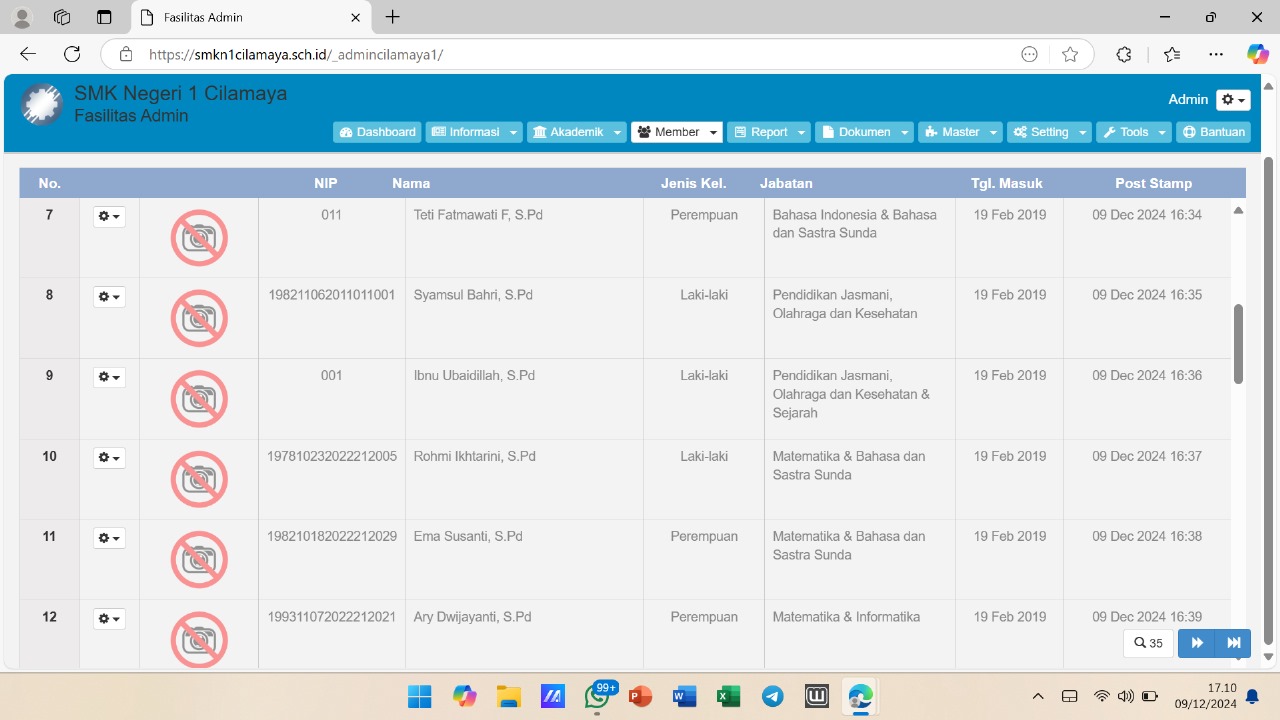 Fasilitas Admin
https://smkn1cilamaya.sch.id/_admincilamaya1/
SMK Negeri 1 Cilamaya
Fasilitas Admin
Admin
Dashboard Informasi Akademik Member Report Dokumen Master Setting Tools Bantuan
No. NIP Nama Jenis Kel. Jabatan Tgl. Masuk Post Stamp
7 011 Teti Fatmawati F, S.Pd Perempuan Bahasa Indonesia & Bahasa 19 Feb 2019 09 Dec 2024 16:34
dan Sastra Sunda
8 198211062011011001 Syamsul Bahri, S.Pd Laki-laki Pendidikan Jasmani, 19 Feb 2019 09 Dec 2024 16:35
Olahraga dan Kesehatan
9 001 Ibnu Ubaidillah, S.Pd Laki-laki Pendidikan Jasmani, 19 Feb 2019 09 Dec 2024 16:36
Olahraga dan Kesehatan &
Sejarah
10 197810232022212005 Rohmi Ikhtarini, S.Pd Laki-laki Matematika & Bahasa dan 19 Feb 2019 09 Dec 2024 16:37
Sastra Sunda
11 198210182022212029 Ema Susanti, S.Pd Perempuan Matematika & Bahasa dan 19 Feb 2019 09 Dec 2024 16:38
Sastra Sunda
12 199311072022212021 Ary Dwijayanti, S.Pd Perempuan Matematika & Informatika 19 Feb 2019 09 Dec 2024 16:39
35
99+
17.10
09/12/2024